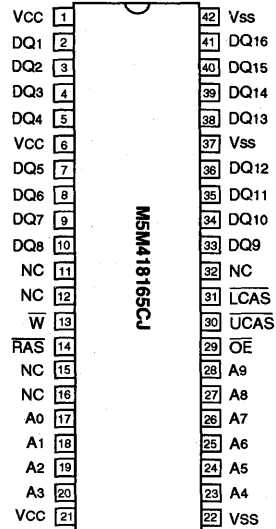 VCC 1 42 Vss
DQ1 2 41 DQ16
DQ2 3 40 DQ15
DQ3 4 39 DQ14
DQ4 5 38 DQ13
VCC 6 37 Vss
DQ5 7 36 DQ12
DQ6 8 35 DQ11
DQ7 9 34 DQ10
DQ8 10 33 DQ9
NC 11 32 NC
NC 12 31 L̅C̅A̅S̅
W̅ 13 30 U̅C̅A̅S̅
R̅A̅S̅ 14 29 O̅E̅
NC 15 28 A9
NC 16 27 A8
A0 17 26 A7
A1 18 25 A6
A2 19 24 A5
A3 20 23 A4
VCC 21 22 VSS
M5M418165CJ